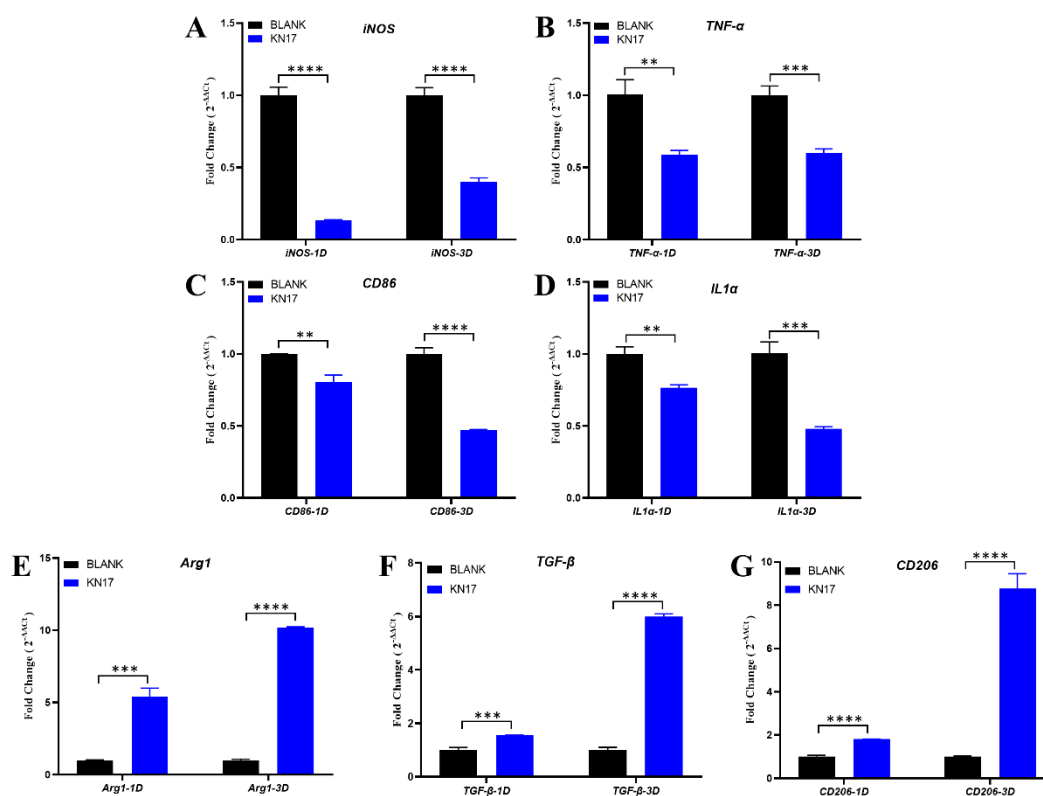 A
BLANK
KN17
iNOS
Fold Change ( 2-ΔΔCt )
1.5
1.0
0.5
0.0
****
****
iNOS-1D
iNOS-3D
B
BLANK
KN17
TNF-α
Fold Change ( 2-ΔΔCt )
1.5
1.0
0.5
0.0
**
***
TNF-α-1D
TNF-α-3D
C
BLANK
KN17
CD86
Fold Change ( 2-ΔΔCt )
1.5
1.0
0.5
0.0
**
****
CD86-1D
CD86-3D
D
BLANK
KN17
IL1α
Fold Change ( 2-ΔΔCt )
1.5
1.0
0.5
0.0
**
***
IL1α-1D
IL1α-3D
E
BLANK
KN17
Arg1
Fold Change ( 2-ΔΔCt )
15
10
5
0
***
****
Arg1-1D
Arg1-3D
F
BLANK
KN17
TGF-β
Fold Change ( 2-ΔΔCt )
8
6
4
2
0
***
****
TGF-β-1D
TGF-β-3D
G
BLANK
KN17
CD206
Fold Change ( 2-ΔΔCt )
10
8
6
4
2
0
****
****
CD206-1D
CD206-3D